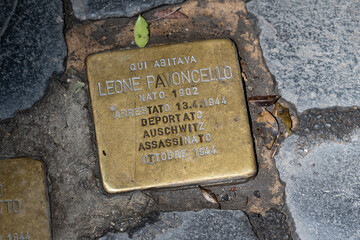 QUI ABITAVA
LEONE PAVONCELLO
NATO 1902
ARRESTATO 13.4.1944
DEPORTATO
AUSCHWITZ
ASSASSINATO
OTTOBRE 1944